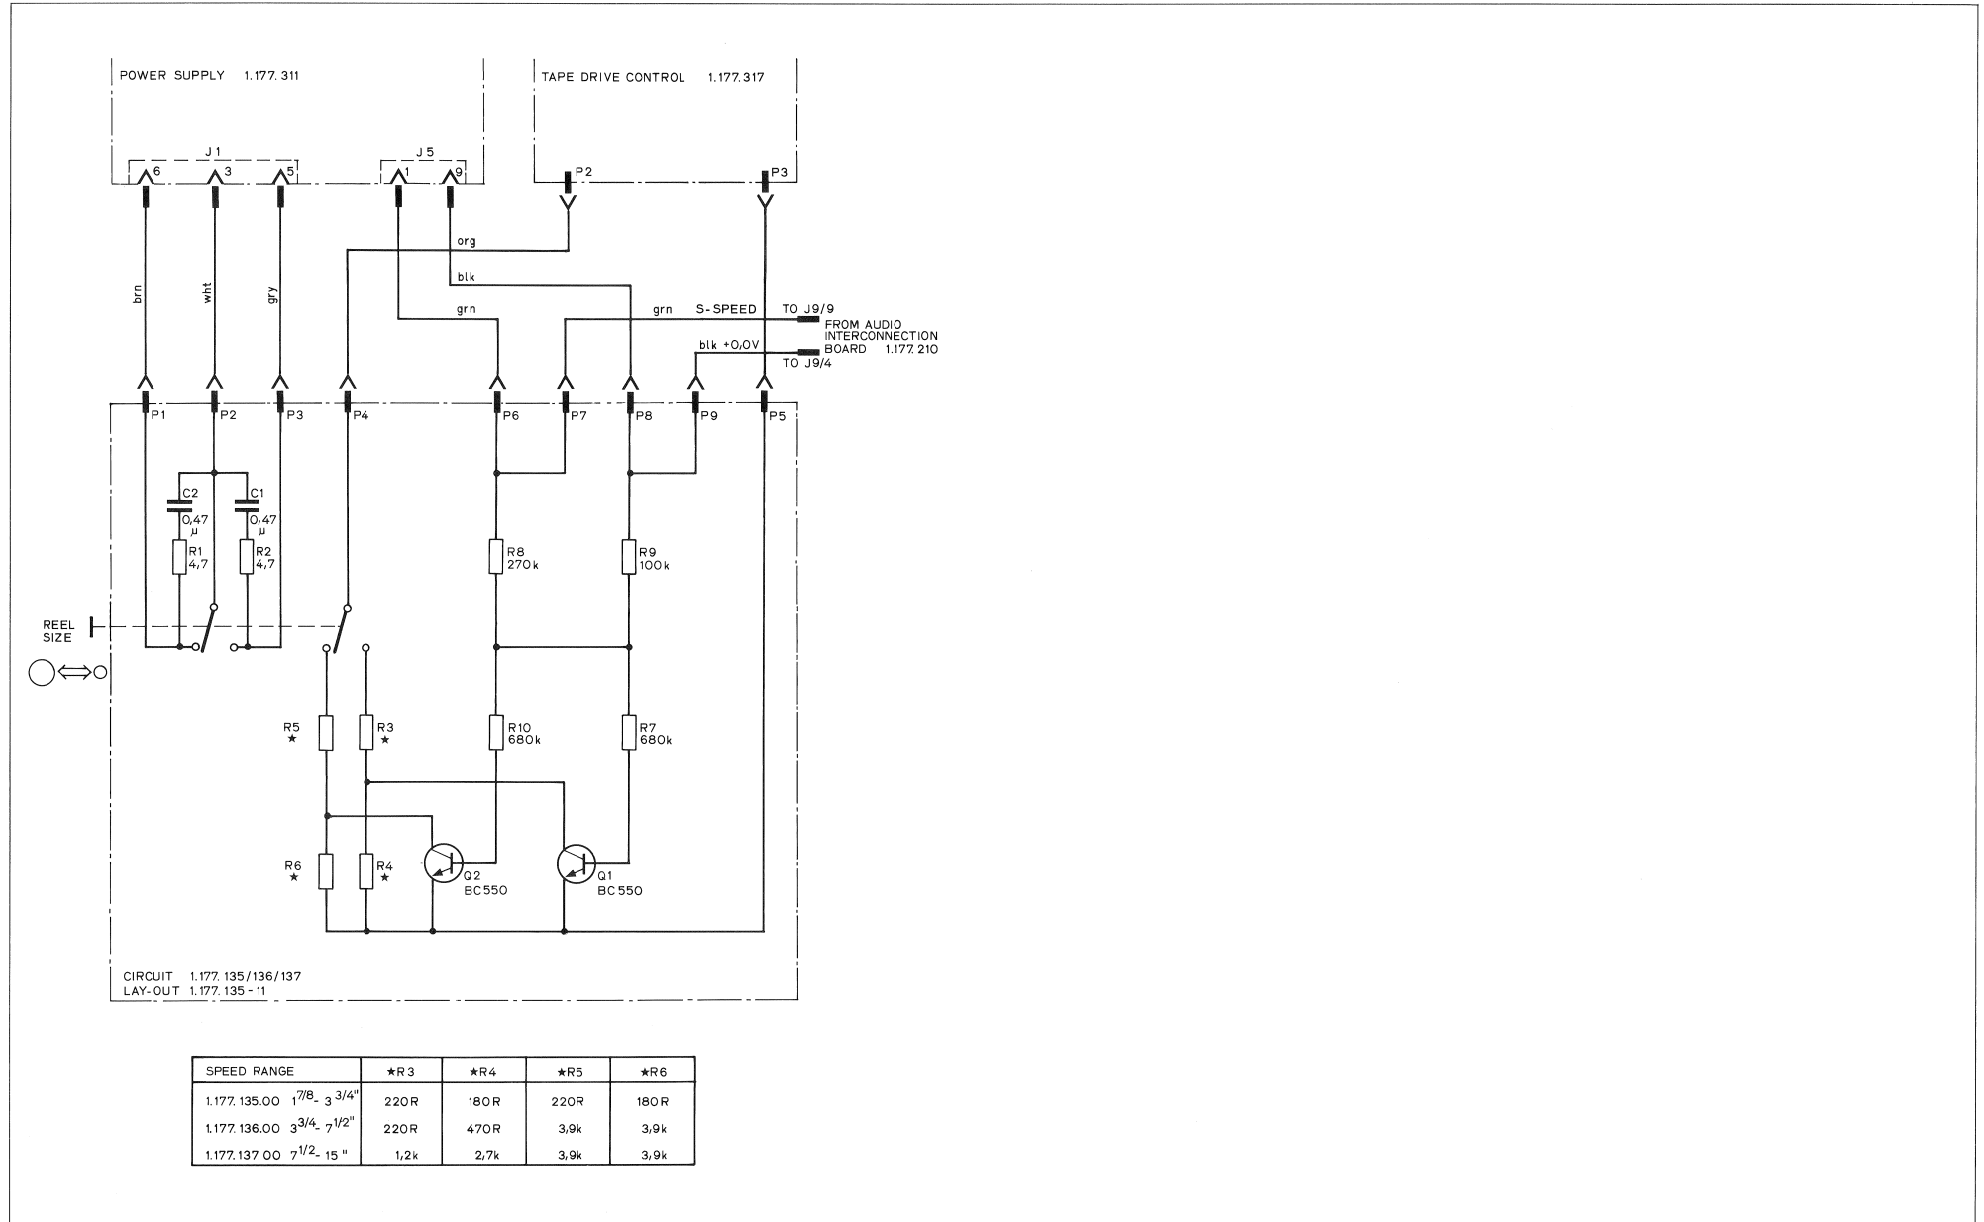 POWER SUPPLY 1.177.311
TAPE DRIVE CONTROL 1.177.317
J1
J5
6
3
5
1
9
P2
P3
org
blk
grn
brn
wht
gry
grn S-SPEED TO J9/9
FROM AUDIO
INTERCONNECTION
BOARD 1.177.210
blk +0,0V
TO J9/4
P1
P2
P3
P4
P6
P7
P8
P9
P5
C2
0,47
µ
C1
0,47
µ
R1
4,7
R2
4,7
R8
270k
R9
100k
REEL
SIZE
R5
★
R3
★
R10
680k
R7
680k
R6
★
R4
★
Q2
BC550
Q1
BC550
CIRCUIT 1.177.135/136/137
LAY-OUT 1.177.135-11
SPEED RANGE ★R3 ★R4 ★R5 ★R6
1.177.135.00 1 7/8 - 3 3/4" 220R 80R 220R 180R
1.177.136.00 3 3/4 - 7 1/2" 220R 470R 3,9k 3,9k
1.177.137 00 7 1/2 - 15" 1,2k 2,7k 3,9k 3,9k